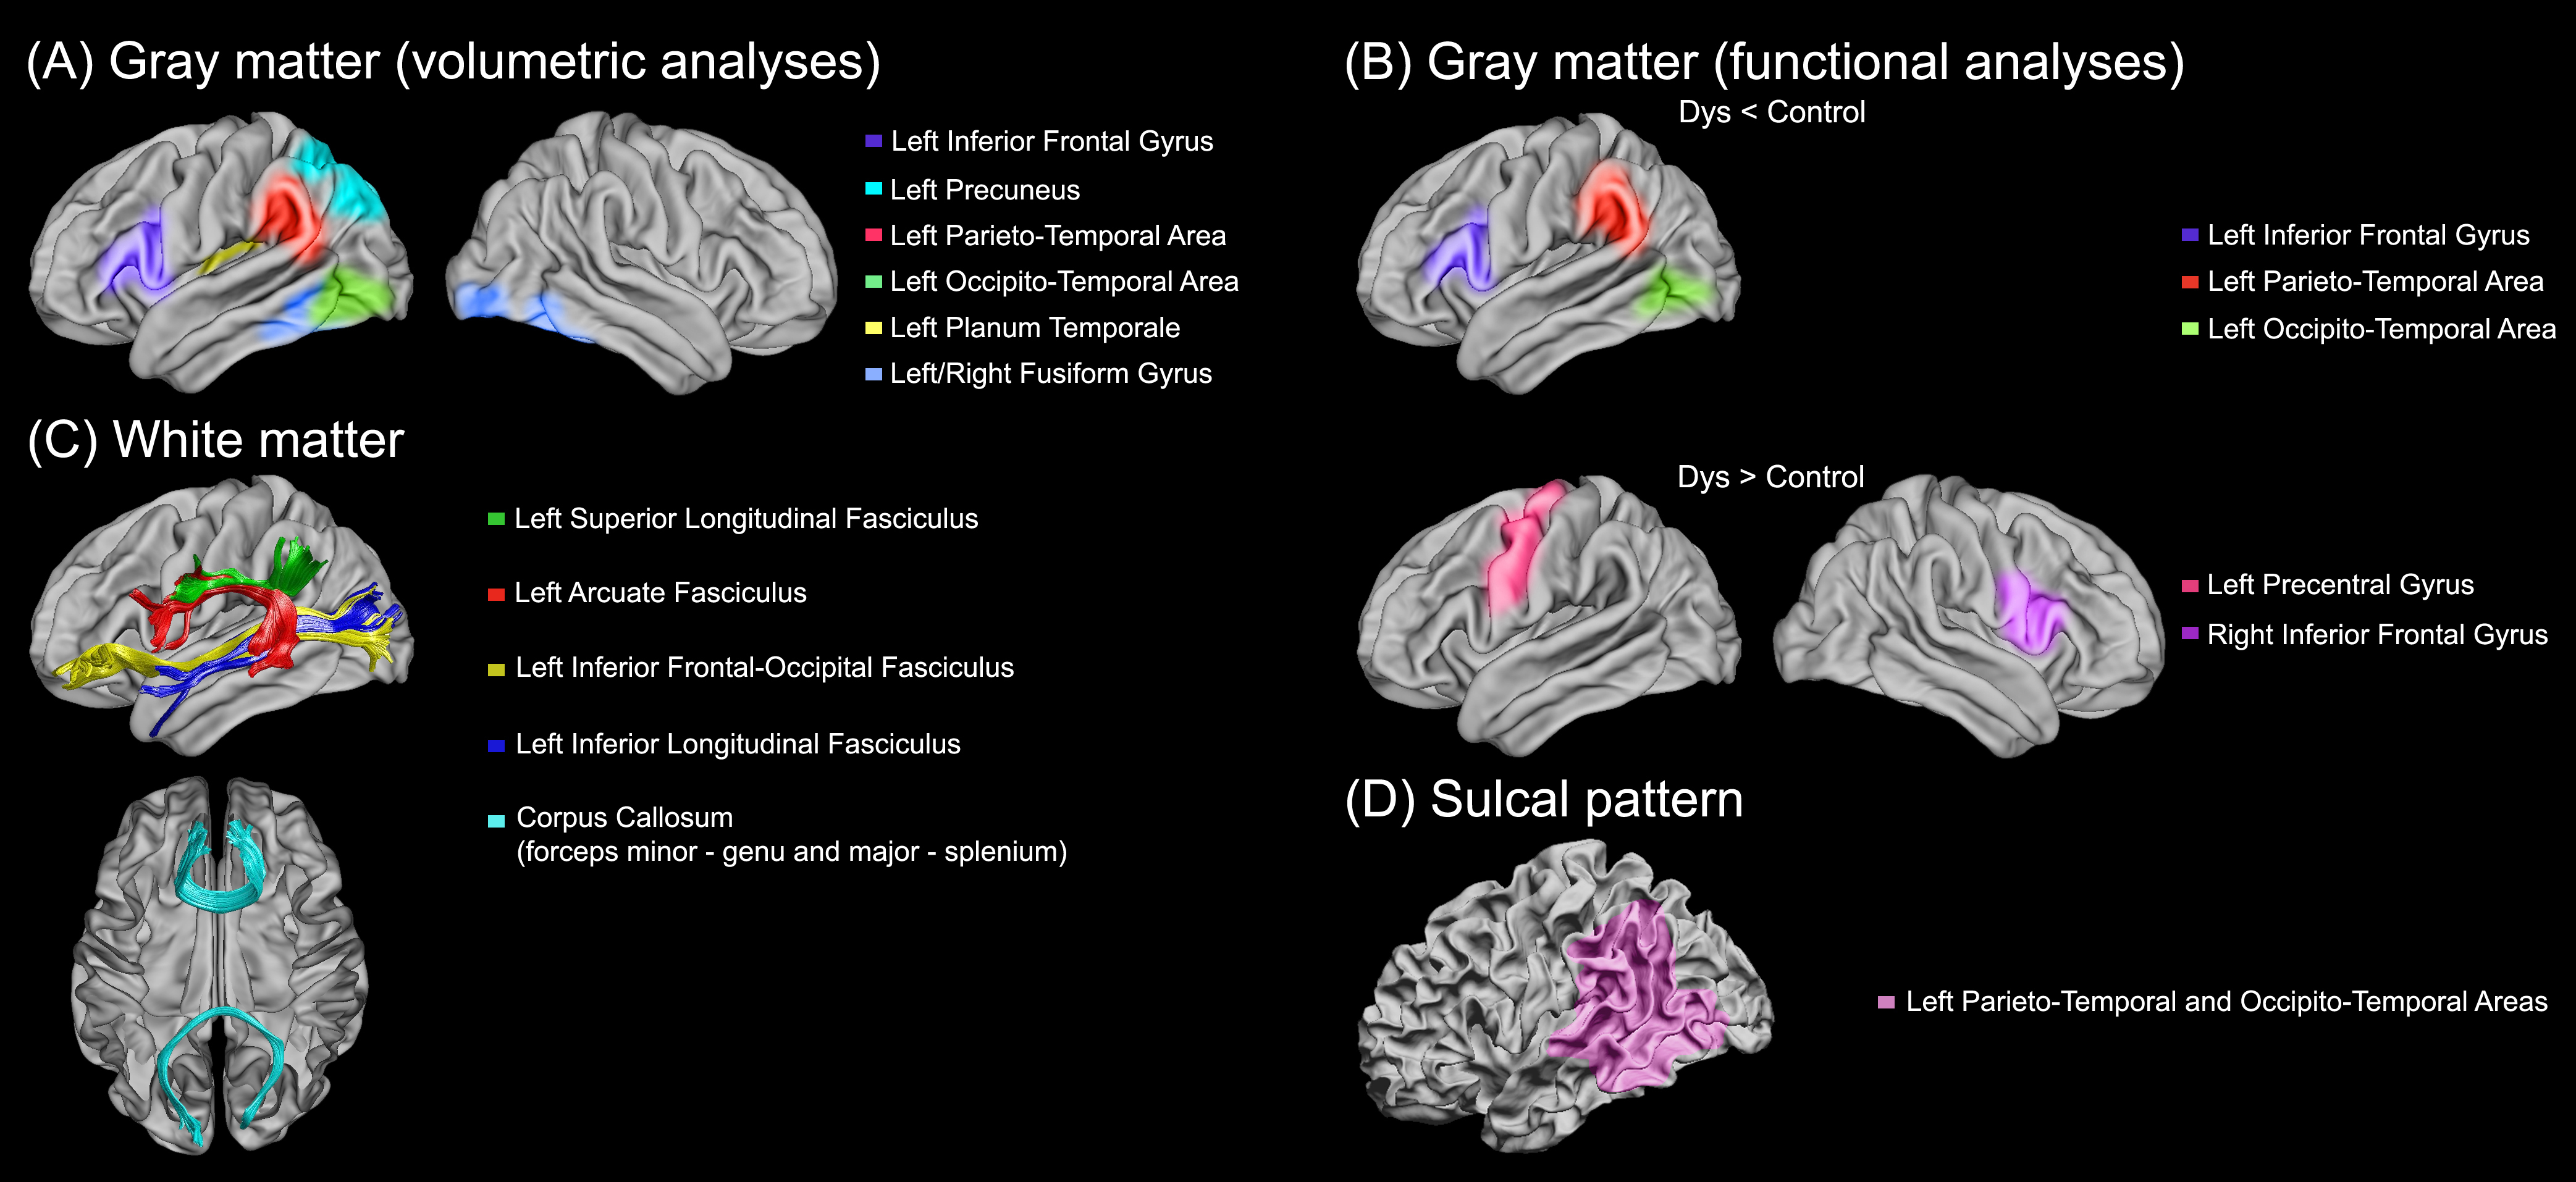 (A) Gray matter (volumetric analyses)
Left Inferior Frontal Gyrus
Left Precuneus
Left Parieto-Temporal Area
Left Occipito-Temporal Area
Left Planum Temporale
Left/Right Fusiform Gyrus
(B) Gray matter (functional analyses)
Dys < Control
Left Inferior Frontal Gyrus
Left Parieto-Temporal Area
Left Occipito-Temporal Area
Dys > Control
Left Precentral Gyrus
Right Inferior Frontal Gyrus
(C) White matter
Left Superior Longitudinal Fasciculus
Left Arcuate Fasciculus
Left Inferior Frontal-Occipital Fasciculus
Left Inferior Longitudinal Fasciculus
Corpus Callosum
(forceps minor - genu and major - splenium)
(D) Sulcal pattern
Left Parieto-Temporal and Occipito-Temporal Areas